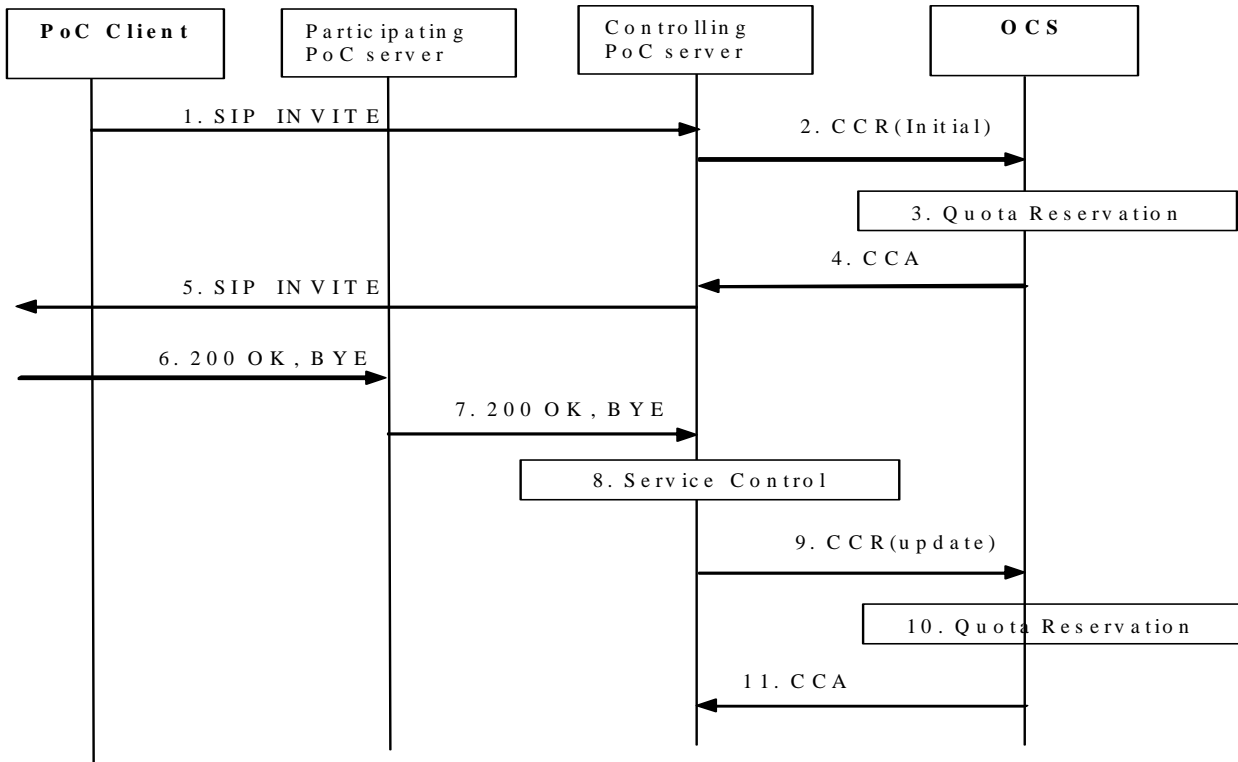 PoC Client
Participating
PoC server
Controlling
PoC server
OCS
1. SIP INVITE
2. CCR(Initial)
3. Quota Reservation
4. CCA
5. SIP INVITE
6. 200 OK, BYE
7. 200 OK, BYE
8. Service Control
9. CCR(update)
10. Quota Reservation
11. CCA